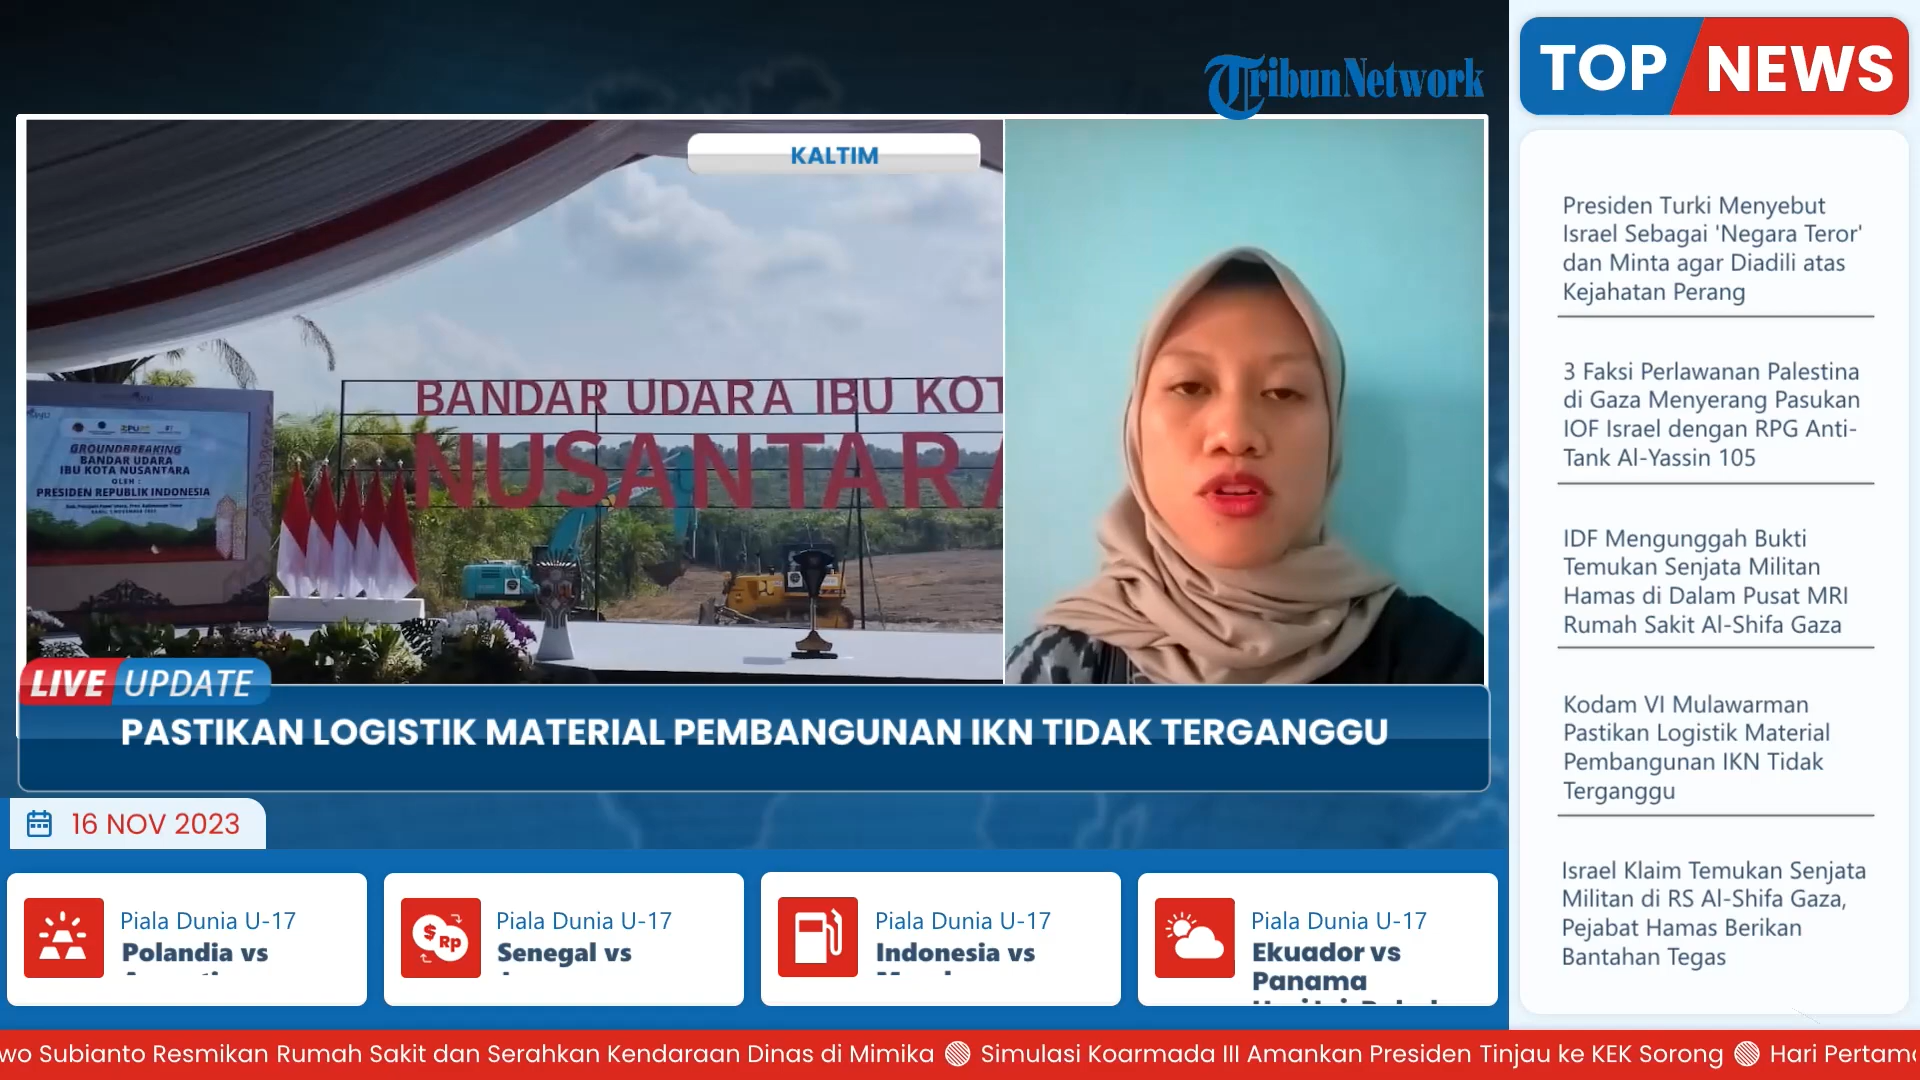 TribunNetwork
TOP NEWS
KALTIM
BANDAR UDARA IBU KOT
NUSANTARA
GROUNDBREAKING
BANDAR UDARA
IBU KOTA NUSANTARA
OLEH :
PRESIDEN REPUBLIK INDONESIA
LIVE UPDATE
PASTIKAN LOGISTIK MATERIAL PEMBANGUNAN IKN TIDAK TERGANGGU
16 NOV 2023
Piala Dunia U-17
Polandia vs
Piala Dunia U-17
Senegal vs
Piala Dunia U-17
Indonesia vs
Piala Dunia U-17
Ekuador vs
Panama
Presiden Turki Menyebut
Israel Sebagai 'Negara Teror'
dan Minta agar Diadili atas
Kejahatan Perang
3 Faksi Perlawanan Palestina
di Gaza Menyerang Pasukan
IOF Israel dengan RPG Anti-
Tank Al-Yassin 105
IDF Mengunggah Bukti
Temukan Senjata Militan
Hamas di Dalam Pusat MRI
Rumah Sakit Al-Shifa Gaza
Kodam VI Mulawarman
Pastikan Logistik Material
Pembangunan IKN Tidak
Terganggu
Israel Klaim Temukan Senjata
Militan di RS Al-Shifa Gaza,
Pejabat Hamas Berikan
Bantahan Tegas
wo Subianto Resmikan Rumah Sakit dan Serahkan Kendaraan Dinas di Mimika Simulasi Koarmada III Amankan Presiden Tinjau ke KEK Sorong Hari Pertam